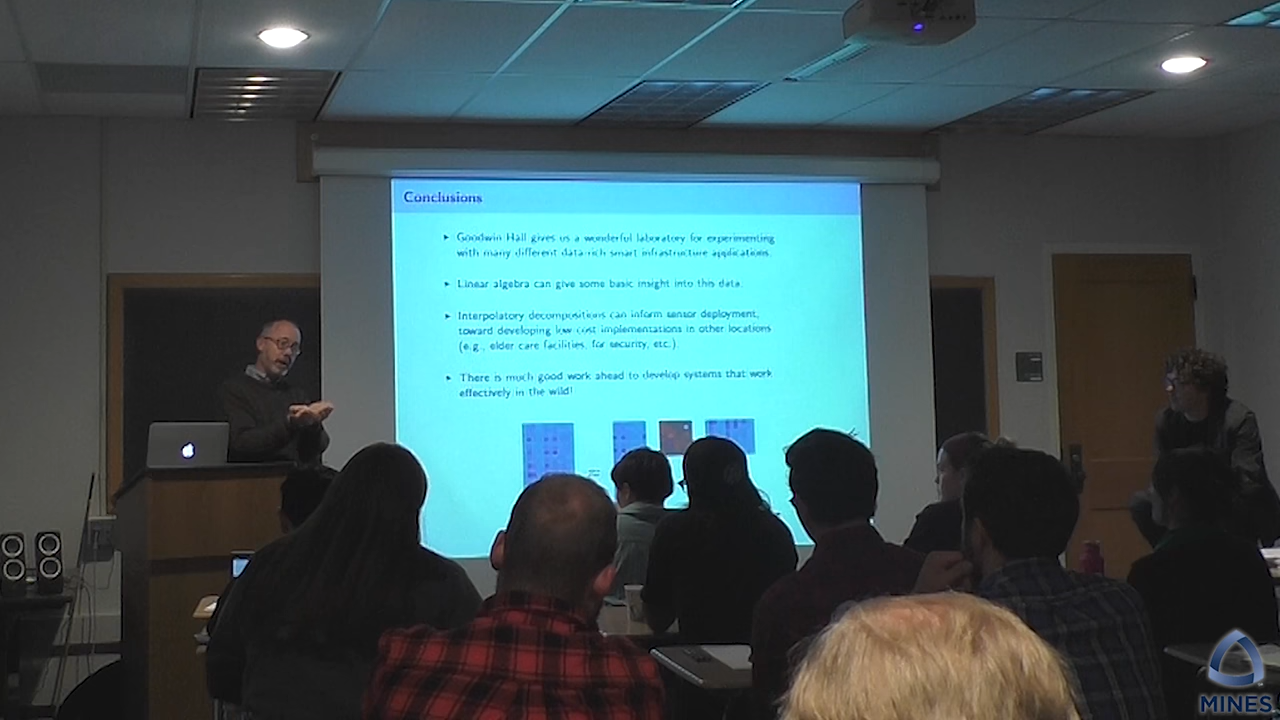 Conclusions
Goodwin Hall gives us a wonderful laboratory for experimenting
with many different data-rich smart infrastructure applications.
Linear algebra can give some basic insight into this data.
Interpolatory decompositions can inform sensor deployment,
toward developing low cost implementations in other locations
(e.g., elder care facilities, for security, etc.).
There is much good work ahead to develop systems that work
effectively in the wild!
MINES